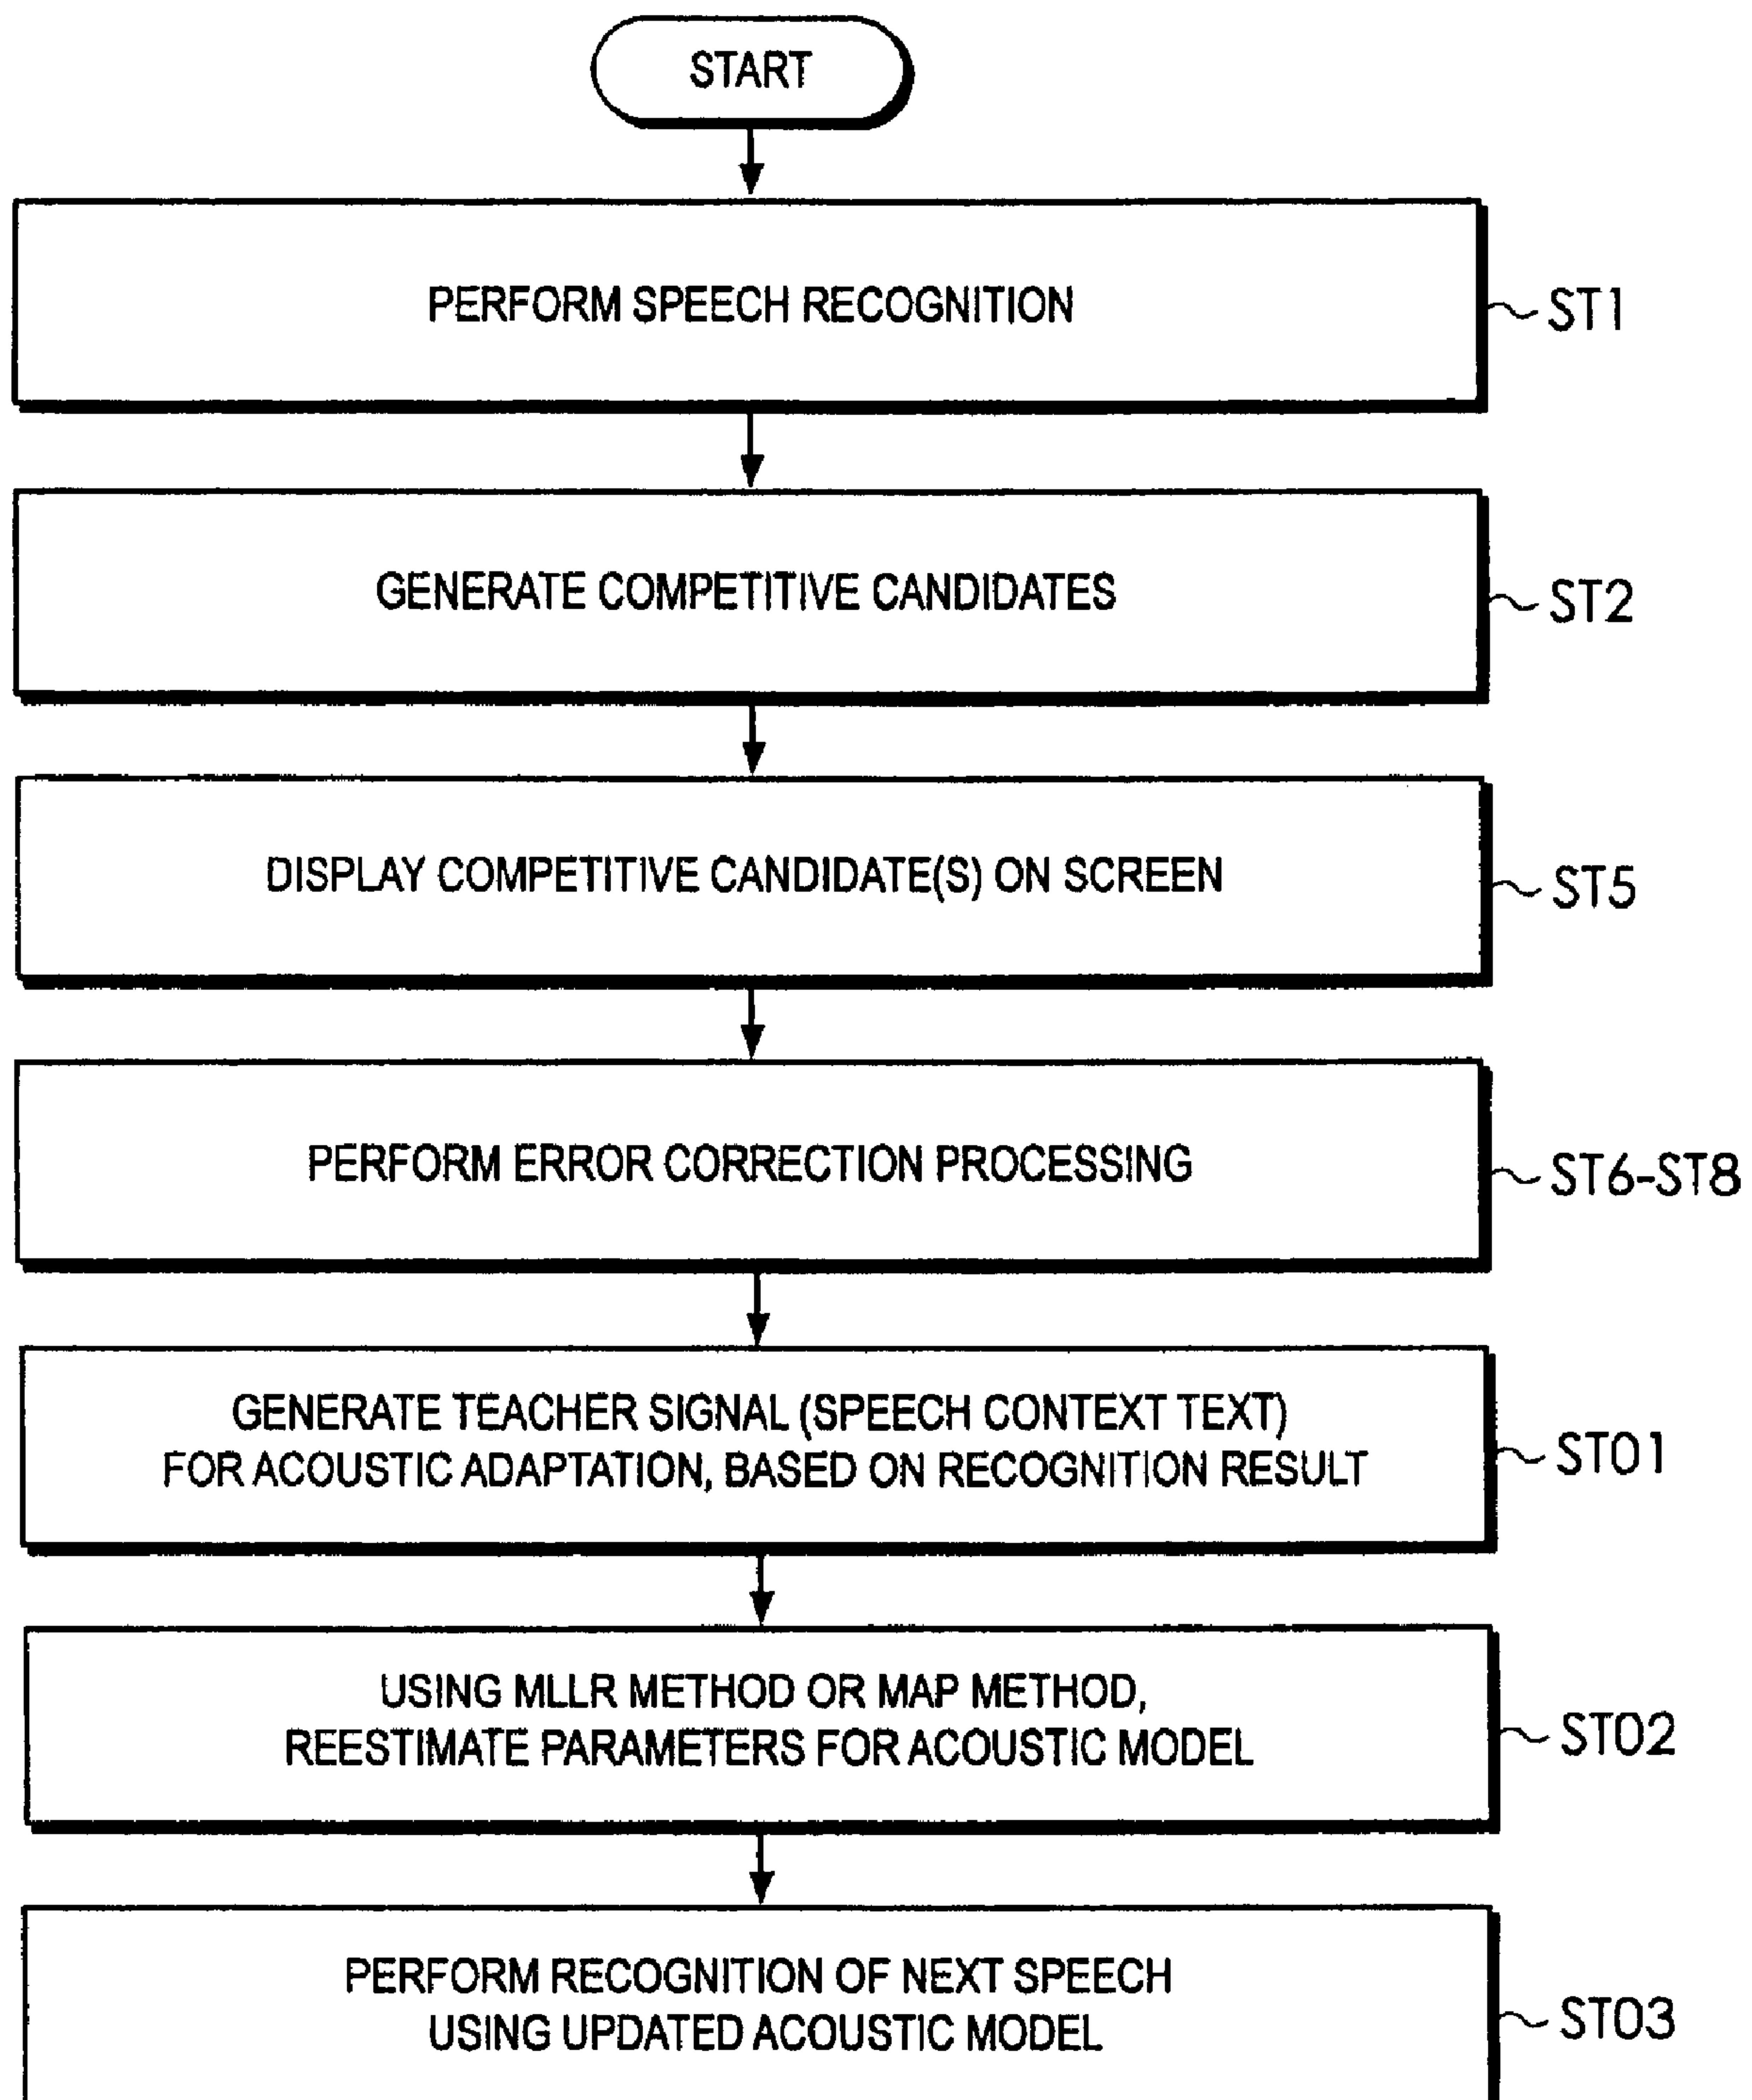 START
PERFORM SPEECH RECOGNITION
ST1
GENERATE COMPETITIVE CANDIDATES
ST2
DISPLAY COMPETITIVE CANDIDATE(S) ON SCREEN
ST5
PERFORM ERROR CORRECTION PROCESSING
ST6-ST8
GENERATE TEACHER SIGNAL (SPEECH CONTEXT TEXT)
FOR ACOUSTIC ADAPTATION, BASED ON RECOGNITION RESULT
ST01
USING MLLR METHOD OR MAP METHOD,
REESTIMATE PARAMETERS FOR ACOUSTIC MODEL
ST02
PERFORM RECOGNITION OF NEXT SPEECH
USING UPDATED ACOUSTIC MODEL
ST03